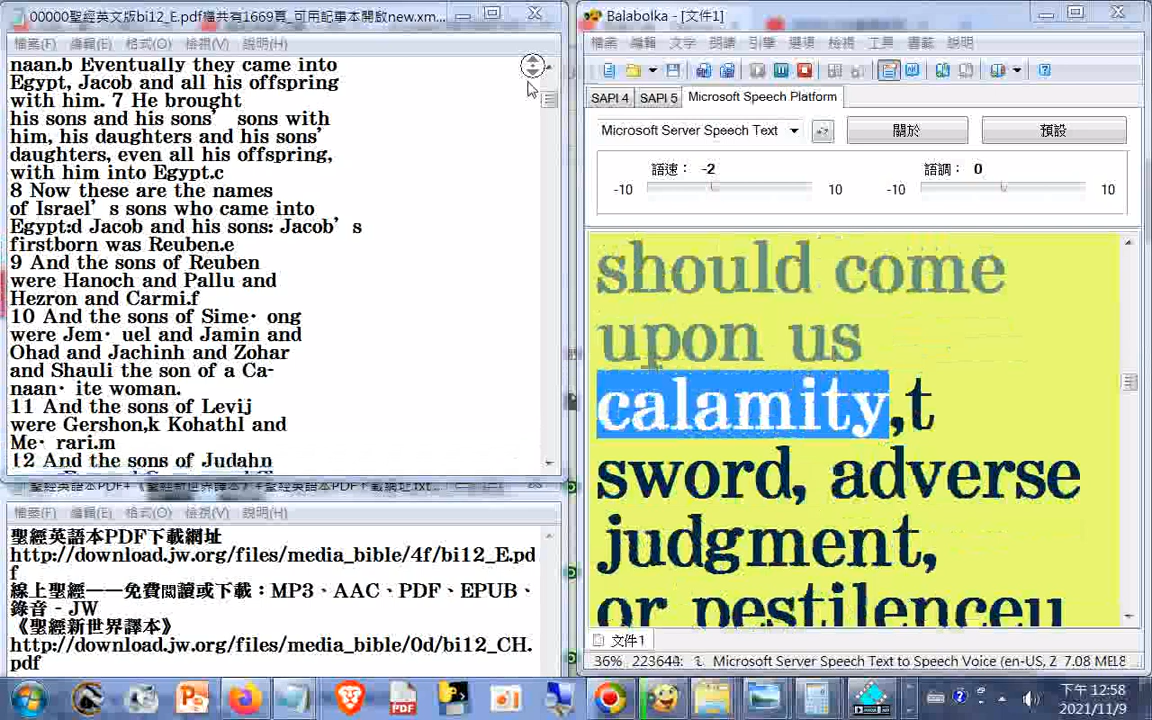 00000聖經英文版bi12_E.pdf檔共有1669頁_可用記事本開啟new.xm...
檔案(F) 編輯(E) 格式(O) 檢視(V) 說明(H)
naan.b Eventually they came into
Egypt, Jacob and all his offspring
with him. 7 He brought
his sons and his sons’ sons with
him, his daughters and his sons’
daughters, even all his offspring,
with him into Egypt.c
8 Now these are the names
of Israel’s sons who came into
Egypt:d Jacob and his sons: Jacob’s
firstborn was Reuben.e
9 And the sons of Reuben
were Hanoch and Pallu and
Hezron and Carmi.f
10 And the sons of Sime·ong
were Jem·uel and Jamin and
Ohad and Jachinh and Zohar
and Shauli the son of a Ca-
naan·ite woman.
11 And the sons of Levij
were Gershon,k Kohathl and
Me·rari.m
12 And the sons of Judahn
檔案(F) 編輯(E) 格式(O) 檢視(V) 說明(H)
聖經英語本PDF下載網址
http://download.jw.org/files/media_bible/4f/bi12_E.pd
f
線上聖經——免費閱讀或下載：MP3、AAC、PDF、EPUB、
錄音 - JW
《聖經新世界譯本》
http://download.jw.org/files/media_bible/0d/bi12_CH.
pdf
Balabolka - [文件1]
檔案 編輯 文字 朗讀 引擎 選項 檢視 工具 書籤 說明
SAPI 4 SAPI 5 Microsoft Speech Platform
Microsoft Server Speech Text 關於 預設
語速： -2 語調： 0
-10 10 -10 10
should come
upon us
calamity,t
sword, adverse
judgment,
or pestilenceu
文件1
36% 223644: Microsoft Server Speech Text to Speech Voice (en-US, Z 7.08 MEL8
PDF
下午 12:58
2021/11/9